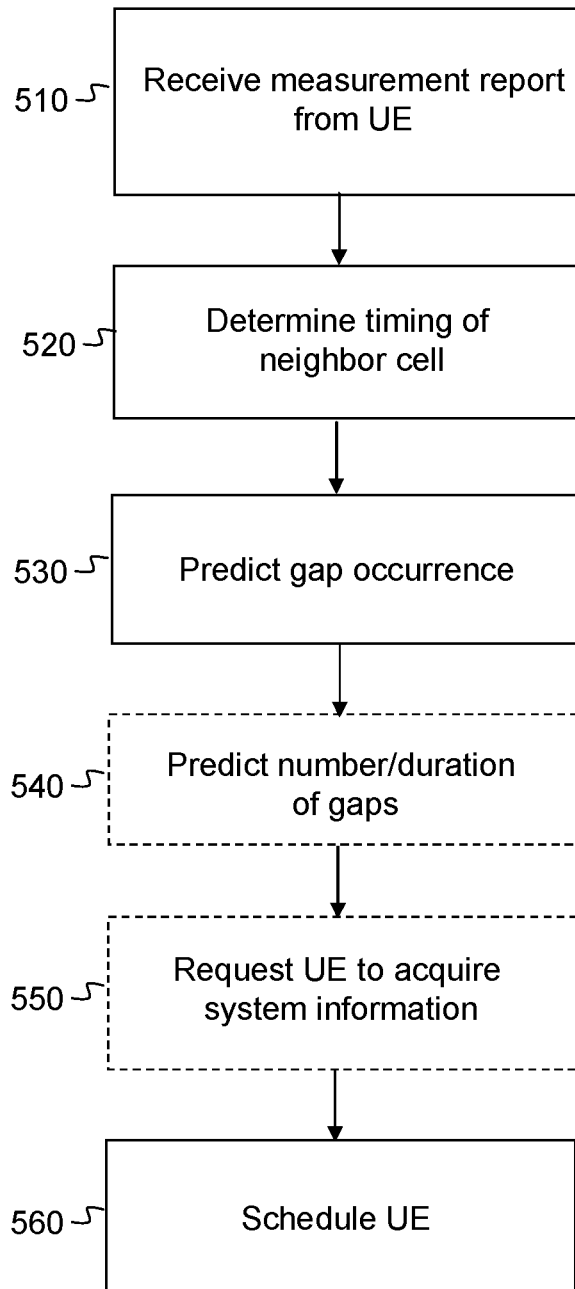 510
Receive measurement report
from UE
520
Determine timing of
neighbor cell
530
Predict gap occurrence
540
Predict number/duration
of gaps
550
Request UE to acquire
system information
560
Schedule UE